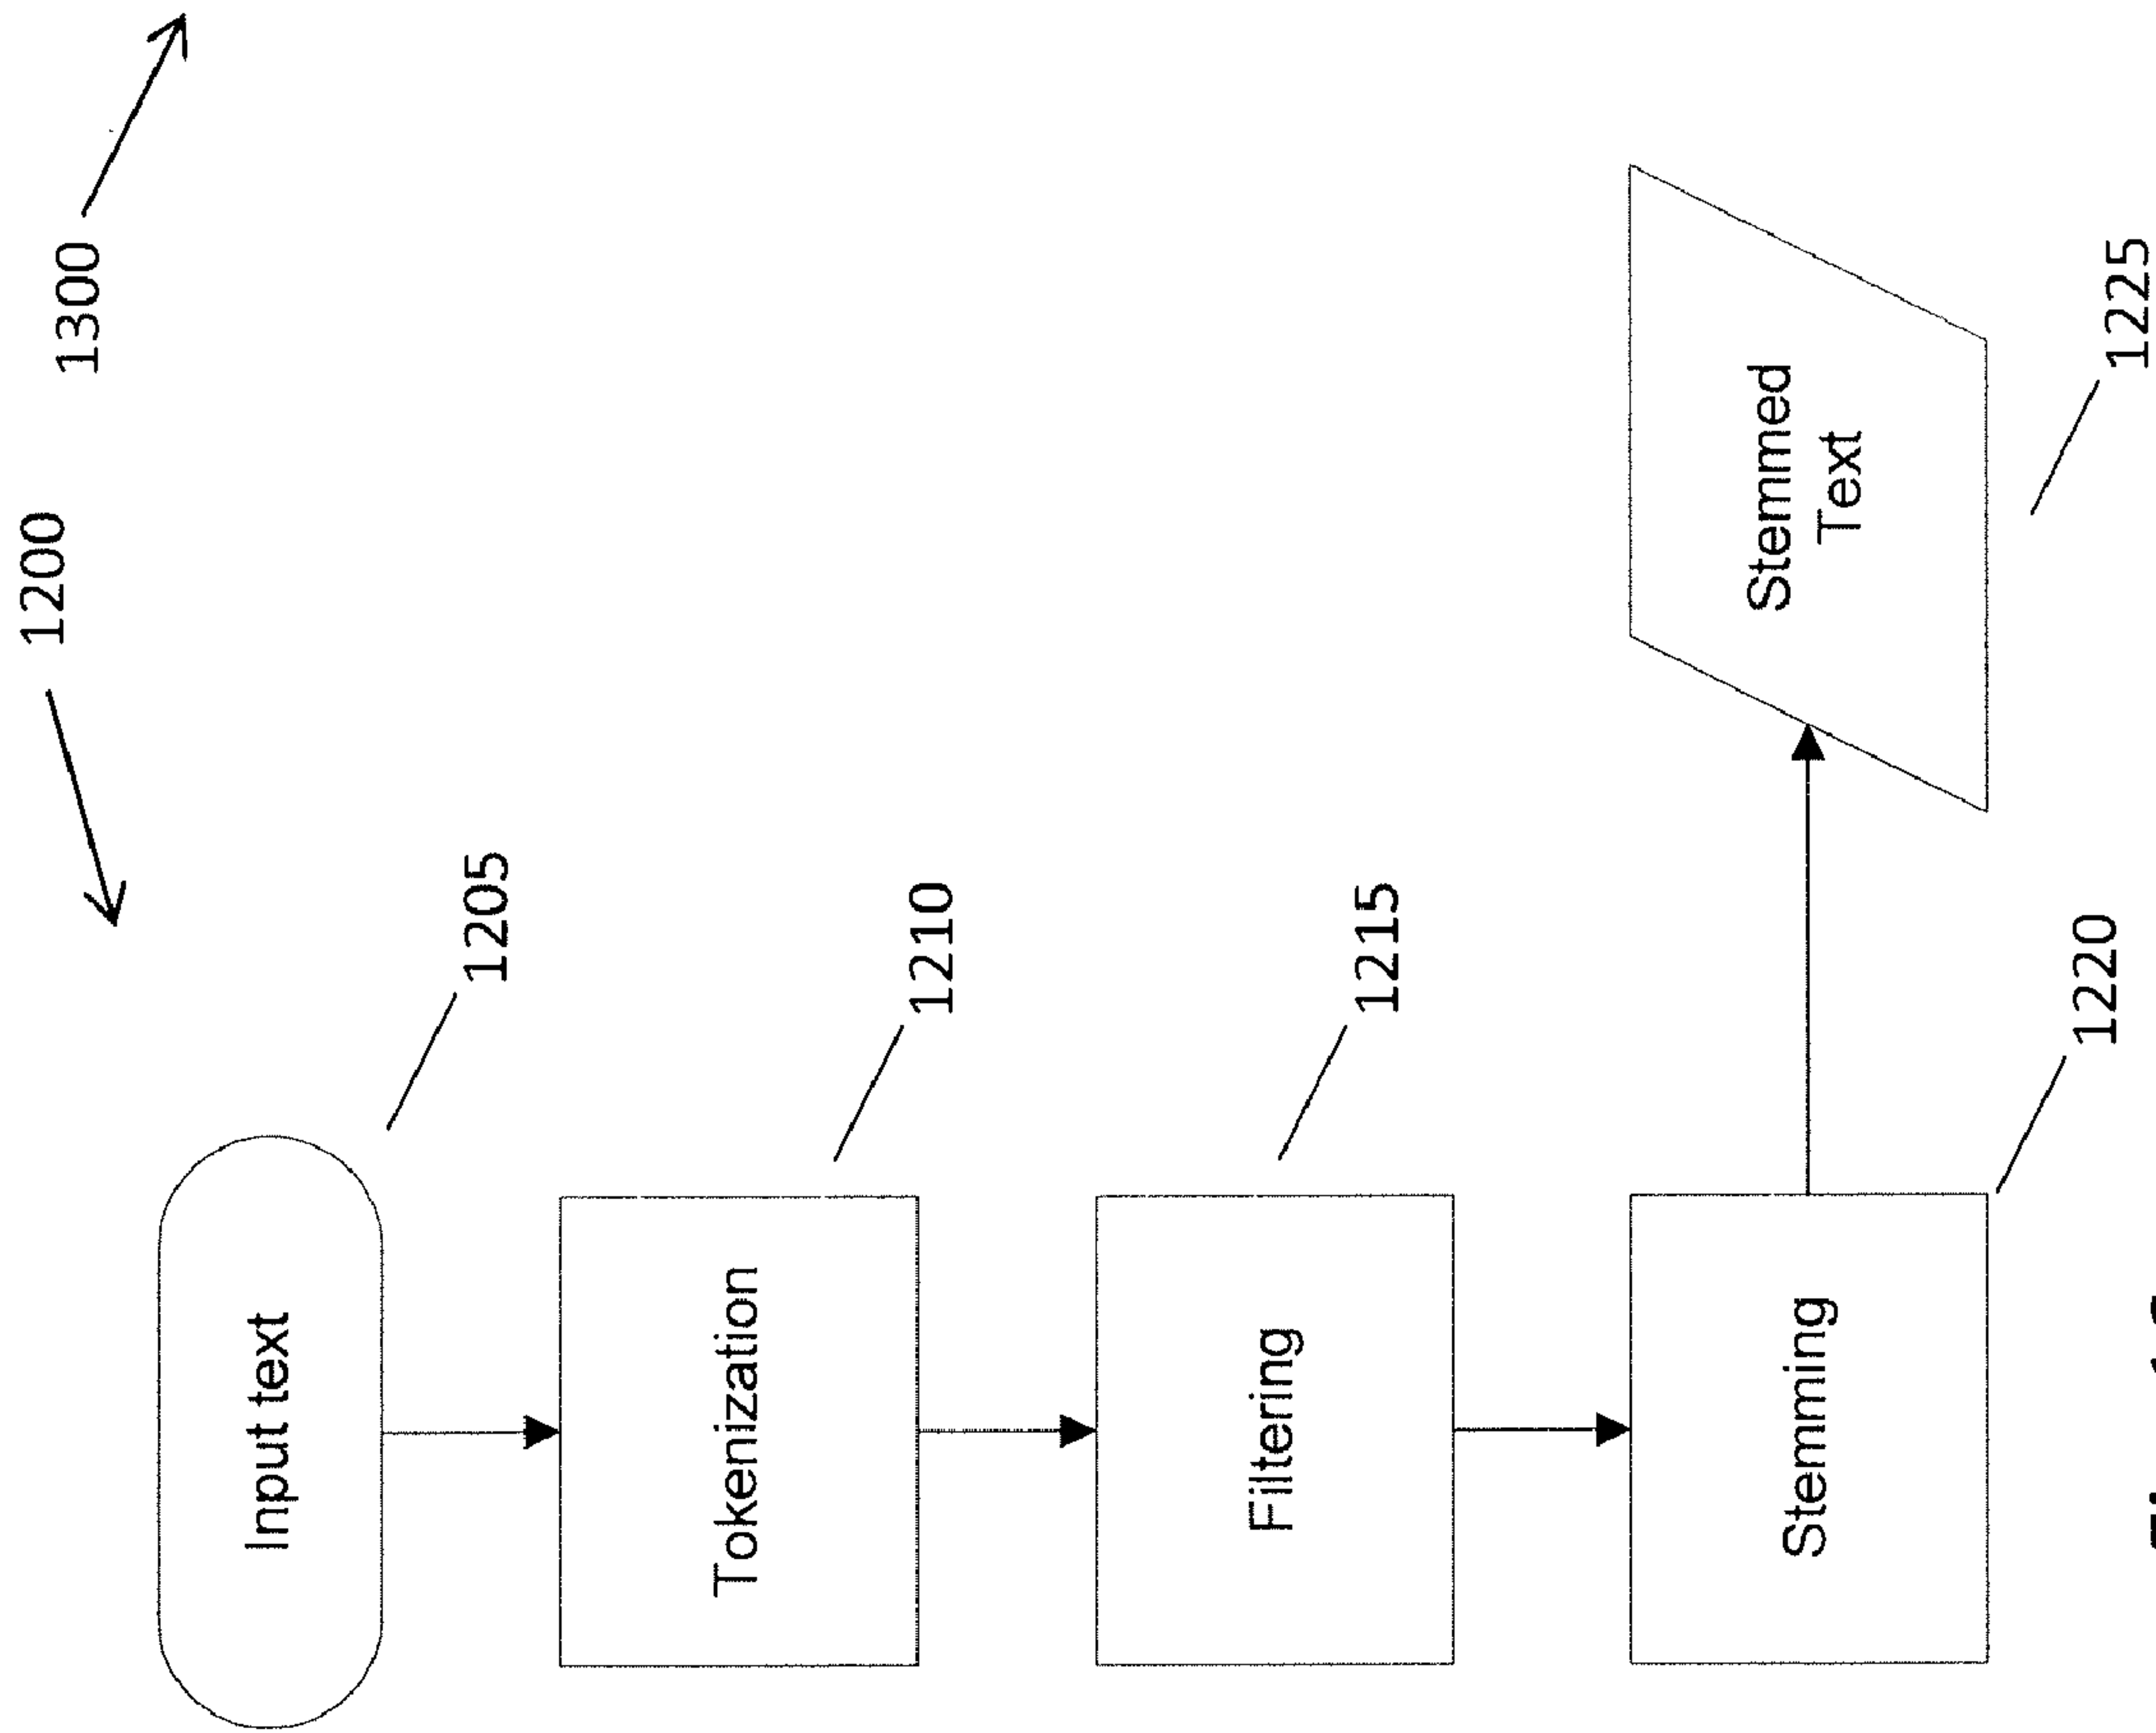 1200
1300
Input text
1205
Tokenization
1210
Filtering
1215
Stemming
1220
Stemmed
Text
1225